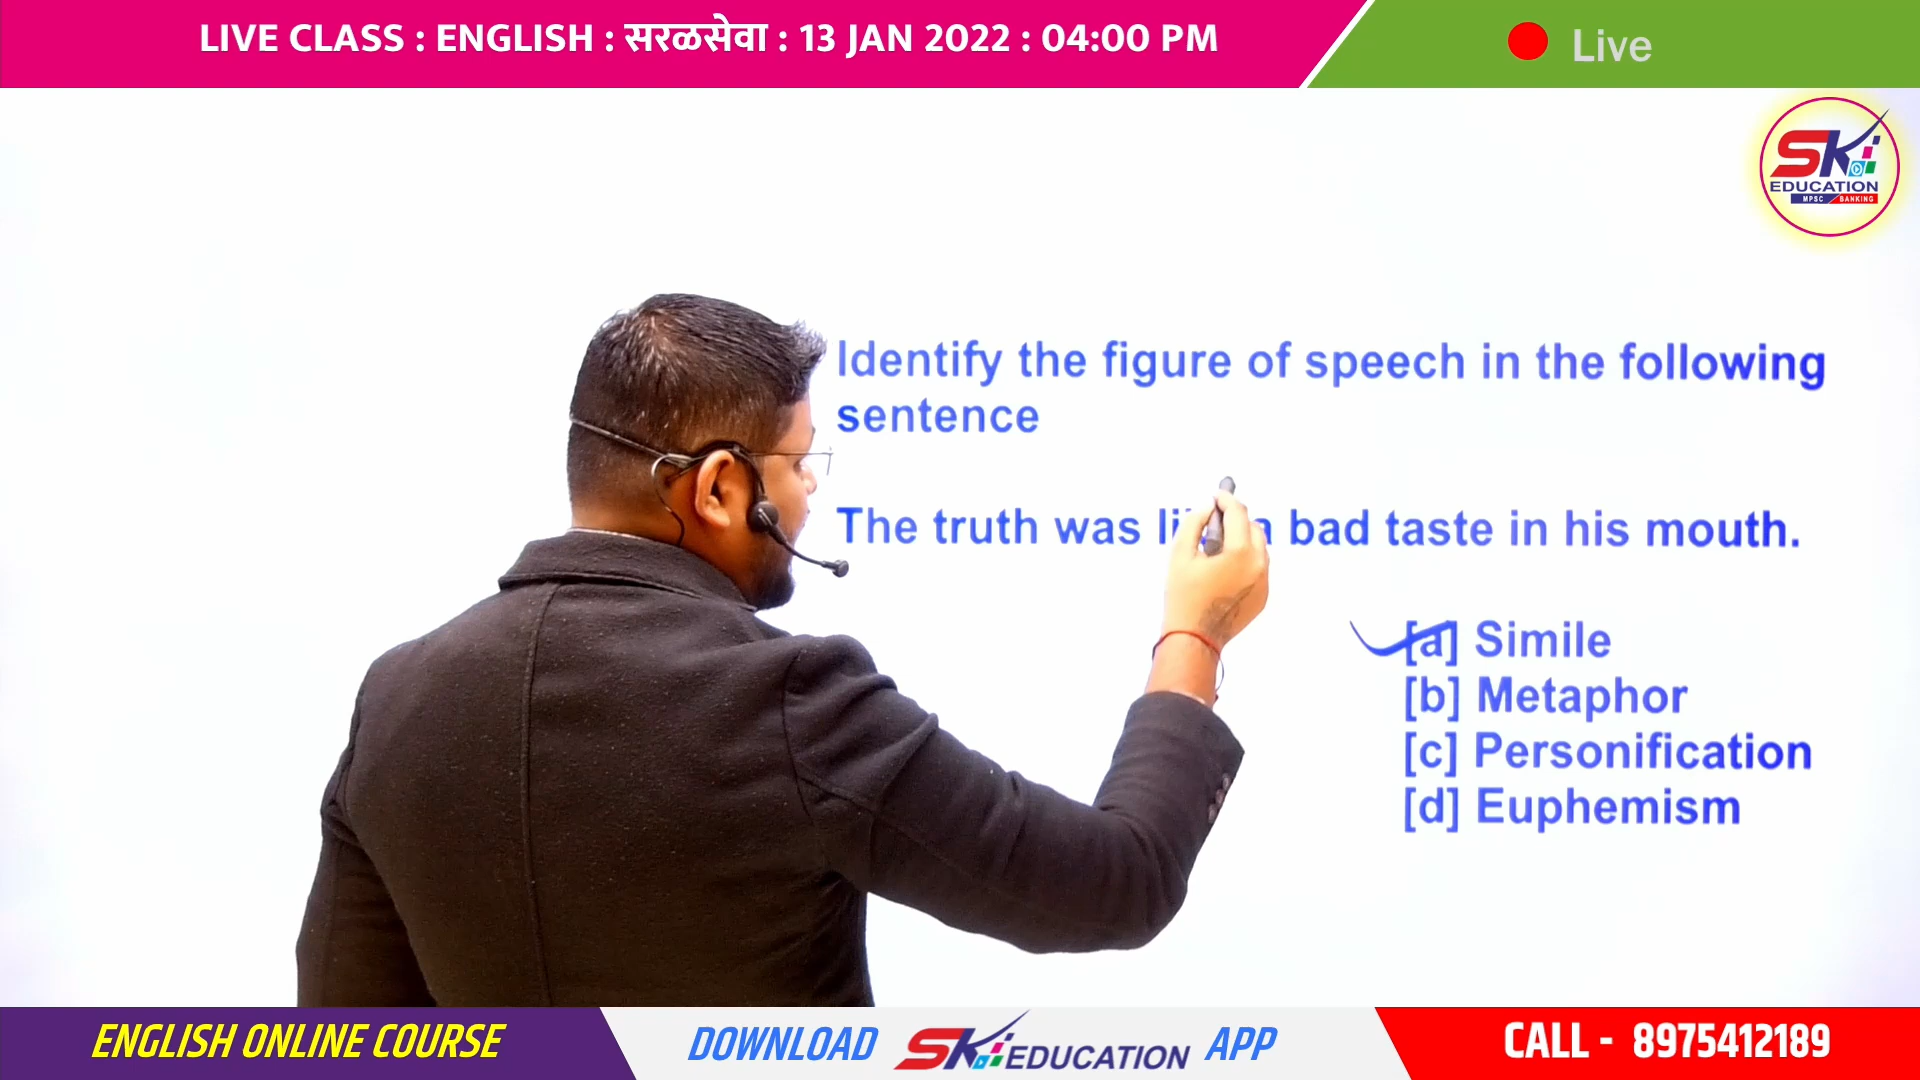 LIVE CLASS : ENGLISH : सरळसेवा : 13 JAN 2022 : 04:00 PM
Live
SK
EDUCATION
MPSC BANKING
Identify the figure of speech in the following
sentence
The truth was a bad taste in his mouth.
[a] Simile
[b] Metaphor
[c] Personification
[d] Euphemism
ENGLISH ONLINE COURSE
DOWNLOAD SK EDUCATION APP
CALL - 8975412189